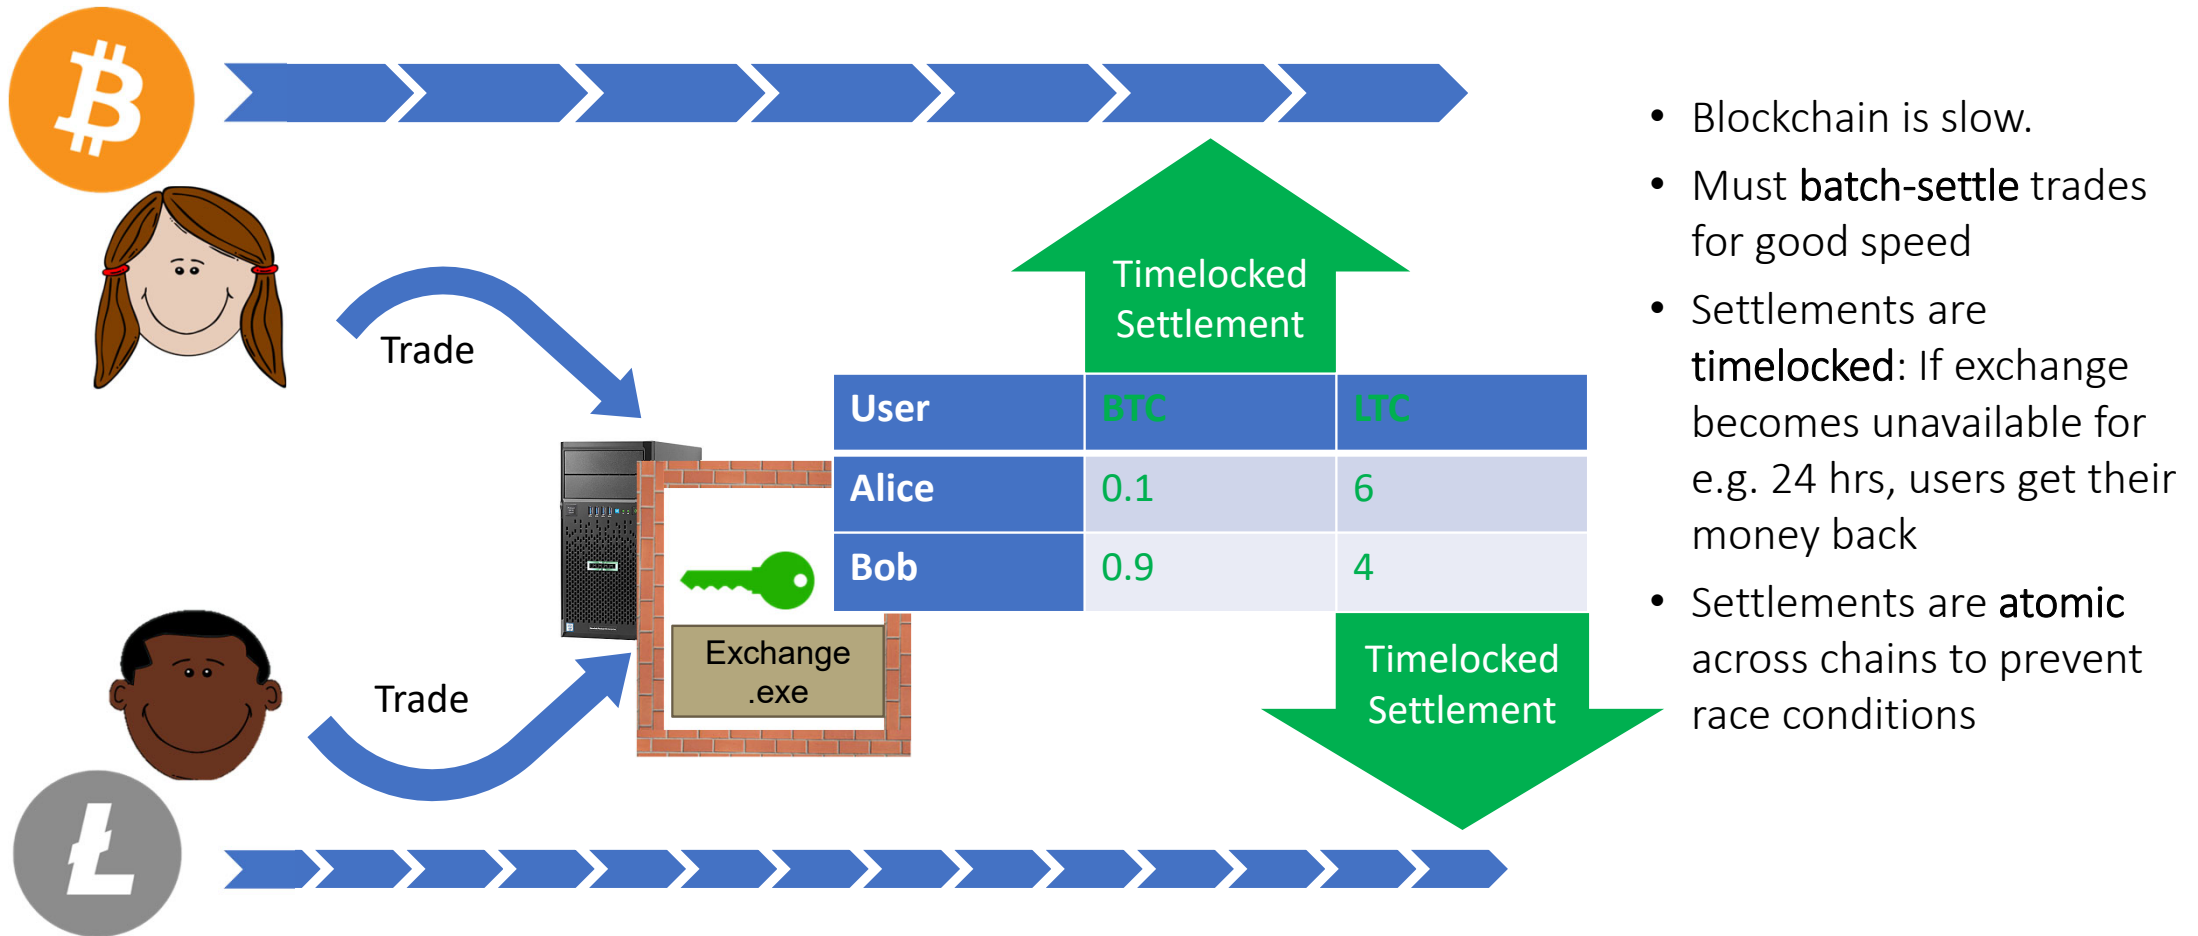 Trade
Trade
Exchange
.exe
Timelocked
Settlement
User BTC LTC
Alice 0.1 6
Bob 0.9 4
Timelocked
Settlement
• Blockchain is slow.
• Must batch-settle trades
for good speed
• Settlements are
timelocked: If exchange
becomes unavailable for
e.g. 24 hrs, users get their
money back
• Settlements are atomic
across chains to prevent
race conditions